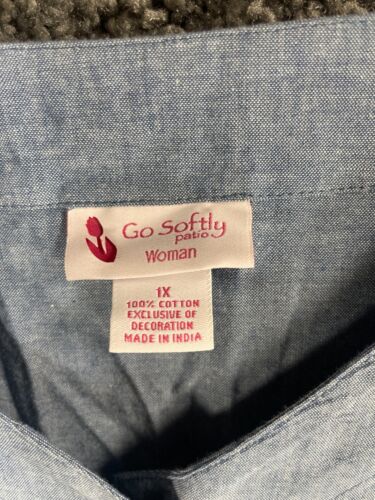 Go Softly
patio
Woman
1X
100% COTTON
EXCLUSIVE OF
DECORATION
MADE IN INDIA